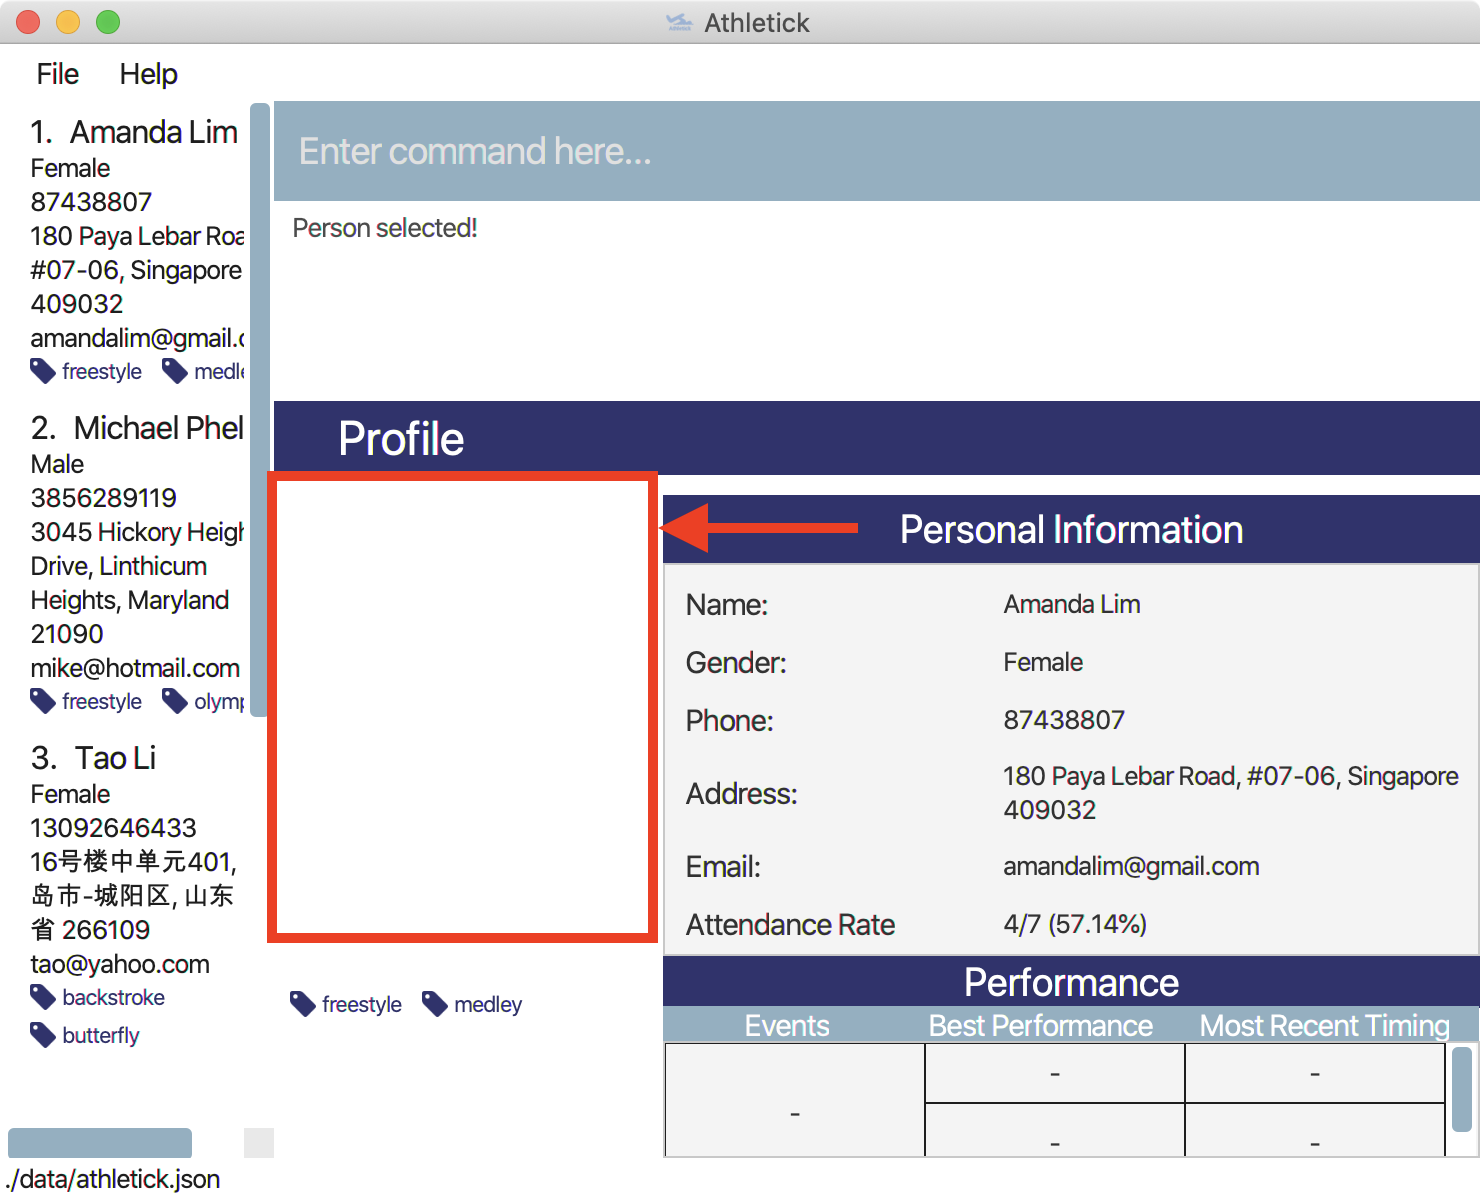 Athletick
File Help
1. Amanda Lim
Female
87438807
180 Paya Lebar Roa
#07-06, Singapore
409032
amandalim@gmail.c
freestyle medle
2. Michael Phel
Male
3856289119
3045 Hickory Heigh
Drive, Linthicum
Heights, Maryland
21090
mike@hotmail.com
freestyle olymp
3. Tao Li
Female
13092646433
16号楼中单元401,
岛市-城阳区, 山东
省 266109
tao@yahoo.com
backstroke
butterfly
./data/athletick.json
Enter command here...
Person selected!
Profile
freestyle medley
Personal Information
Name: Amanda Lim
Gender: Female
Phone: 87438807
Address: 180 Paya Lebar Road, #07-06, Singapore
409032
Email: amandalim@gmail.com
Attendance Rate 4/7 (57.14%)
Performance
Events Best Performance Most Recent Timing
- - -
- -